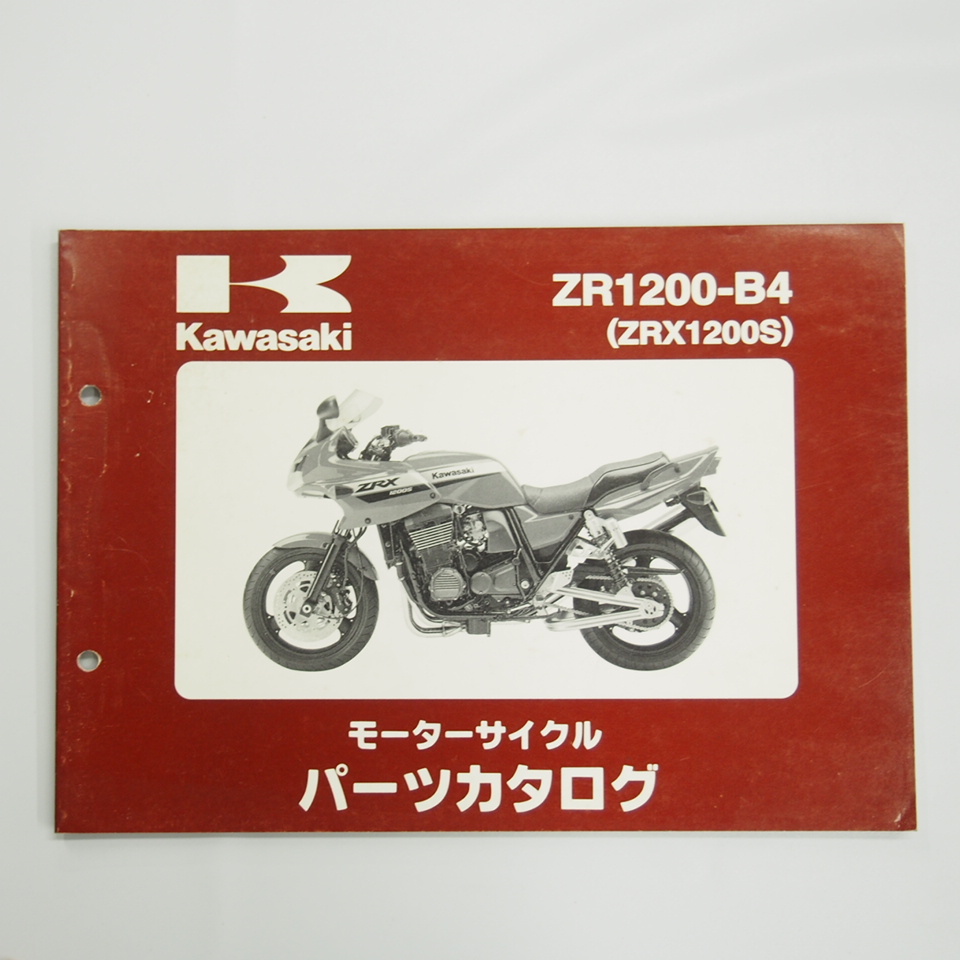 Kawasaki
ZR1200-B4
(ZRX1200S)
Kawasaki
ZRX
1200S
モーターサイクル
パーツカタログ